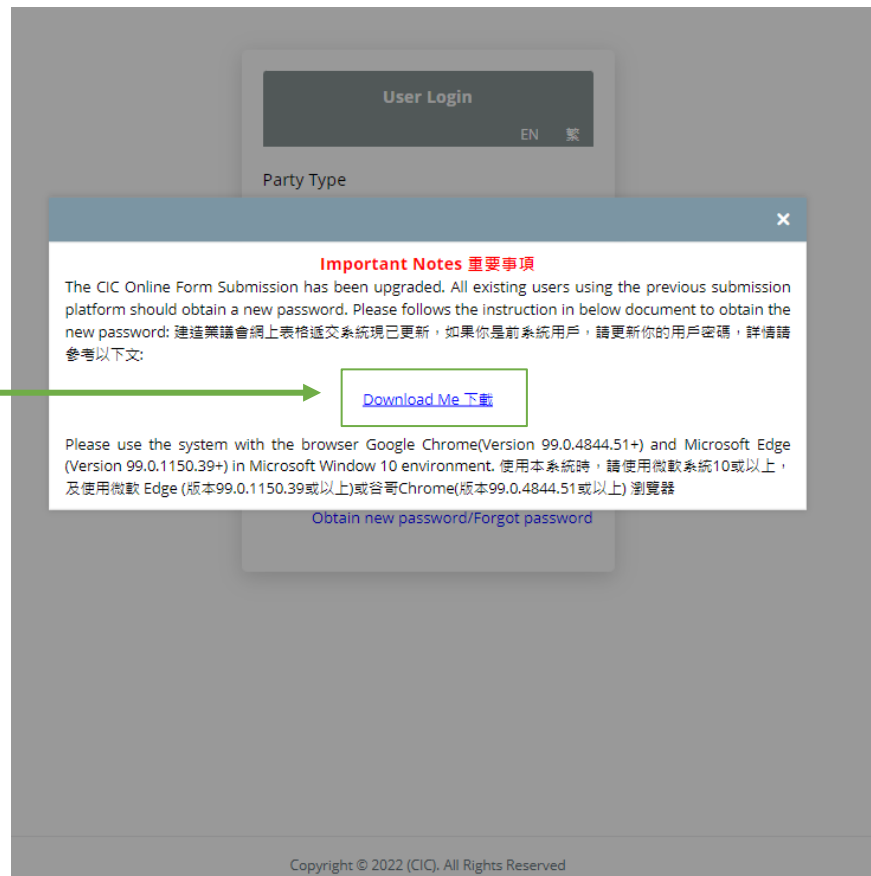 User Login
EN 繁
Party Type
×
Important Notes 重要事項
The CIC Online Form Submission has been upgraded. All existing users using the previous submission
platform should obtain a new password. Please follows the instruction in below document to obtain the
new password: 建造業議會網上表格遞交系統現已更新，如果你是前系統用戶，請更新你的用戶密碼，詳情請
參考以下文:
Download Me 下載
Please use the system with the browser Google Chrome(Version 99.0.4844.51+) and Microsoft Edge
(Version 99.0.1150.39+) in Microsoft Window 10 environment. 使用本系統時，請使用微軟系統10或以上，
及使用微軟 Edge (版本99.0.1150.39或以上)或谷哥Chrome(版本99.0.4844.51或以上) 瀏覽器
Obtain new password/Forgot password
Copyright © 2022 (CIC). All Rights Reserved